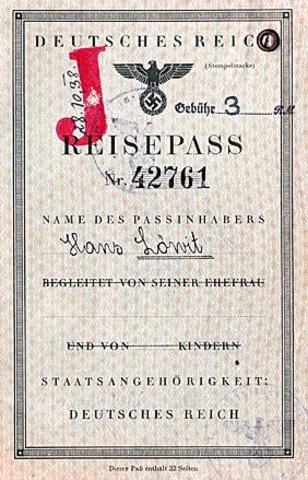 DEUTSCHES REICH
J
28.10.38
(Stempelmarke)
Gebühr 3 R.M.
REISEPASS
Nr. 42761
NAME DES PASSINHABERS
Hans Löwit
BEGLEITET VON SEINER EHEFRAU
UND VON KINDERN
STAATSANGEHÖRIGKEIT:
DEUTSCHES REICH
Dieser Paß enthält 32 Seiten